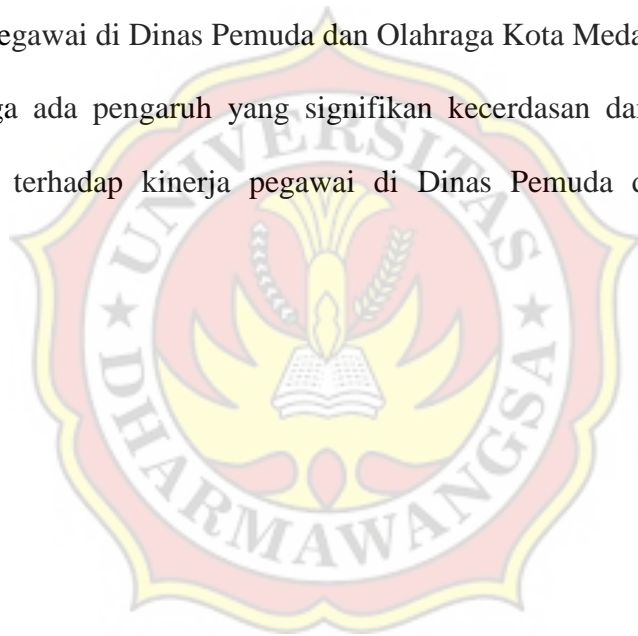 egawai di Dinas Pemuda dan Olahraga Kota Meda
ga ada pengaruh yang signifikan kecerdasan da
terhadap kinerja pegawai di Dinas Pemuda d
UNIVERSITAS
DHARMAWANGSA